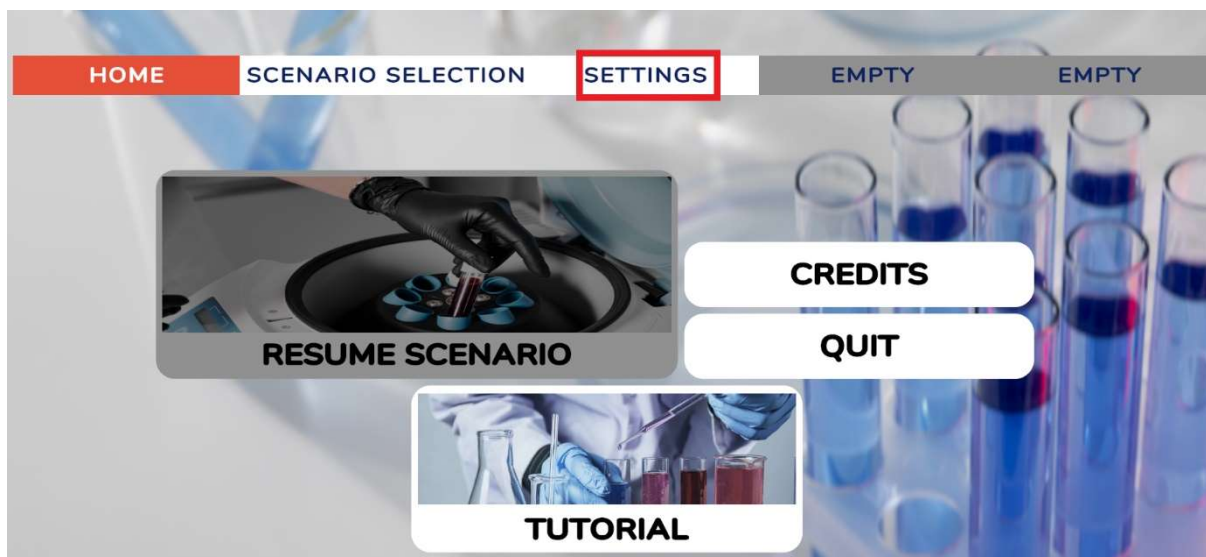 HOME SCENARIO SELECTION SETTINGS EMPTY EMPTY
CREDITS
RESUME SCENARIO
QUIT
TUTORIAL